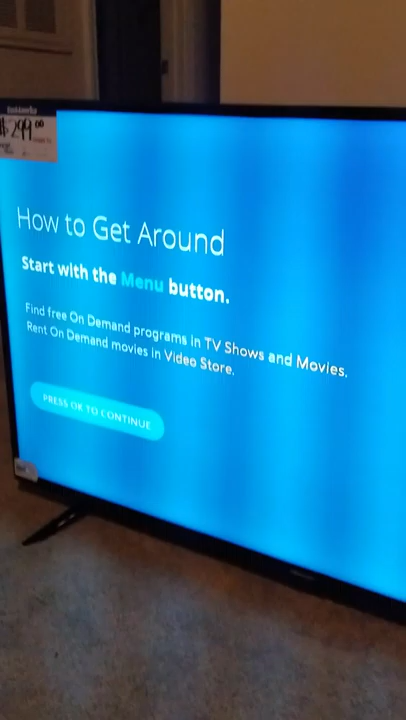 $299.00
How to Get Around
Start with the Menu button.
Find free On Demand programs in TV Shows and Movies.
Rent On Demand movies in Video Store.
PRESS OK TO CONTINUE